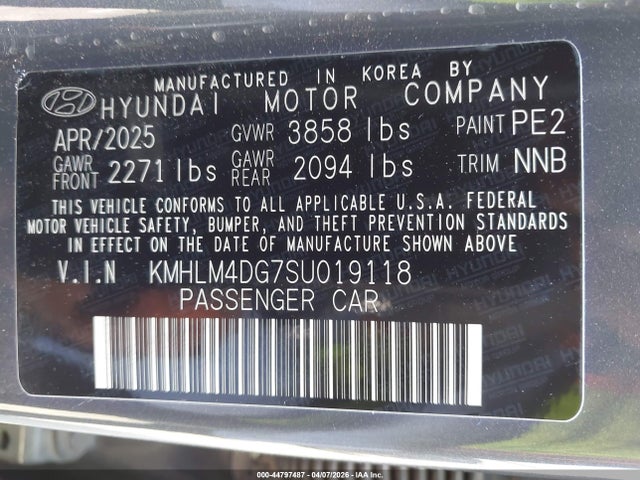 MANUFACTURED IN KOREA BY
HYUNDAI MOTOR COMPANY
APR/2025 GVWR 3858 lbs PAINT PE2
GAWR FRONT 2271 lbs GAWR REAR 2094 lbs TRIM NNB
THIS VEHICLE CONFORMS TO ALL APPLICABLE U.S.A. FEDERAL
MOTOR VEHICLE SAFETY, BUMPER, AND THEFT PREVENTION STANDARDS
IN EFFECT ON THE DATE OF MANUFACTURE SHOWN ABOVE
V.I.N KMHLM4DG7SU019118
PASSENGER CAR
000-44797487 - 04/07/2026 - IAAI.com